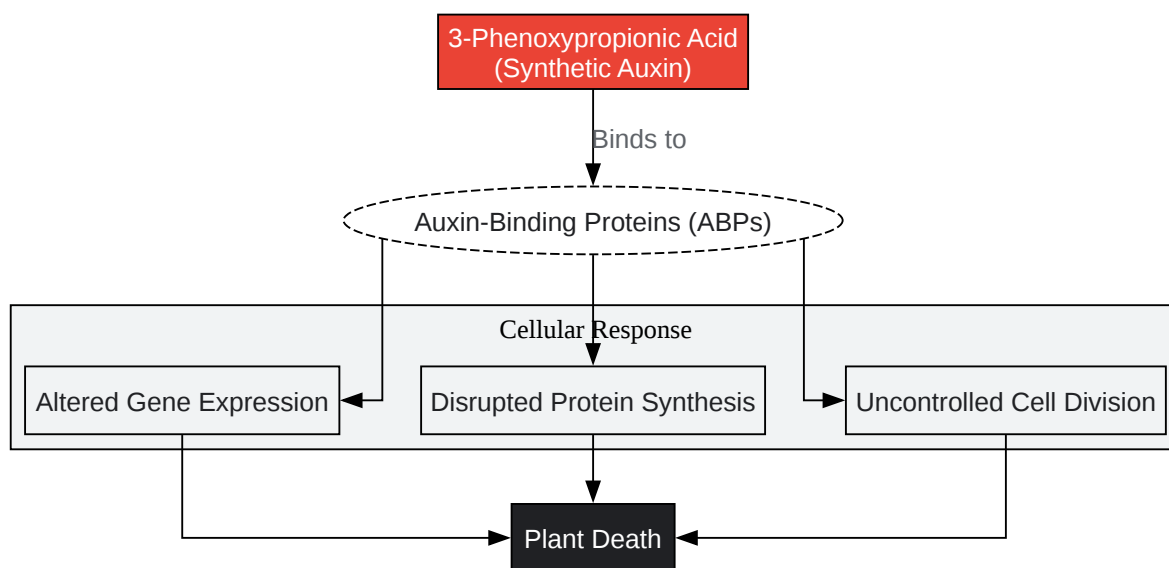 3-Phenoxypropionic Acid
(Synthetic Auxin)
Binds to
Auxin-Binding Proteins (ABPs)
Cellular Response
Altered Gene Expression
Disrupted Protein Synthesis
Uncontrolled Cell Division
Plant Death